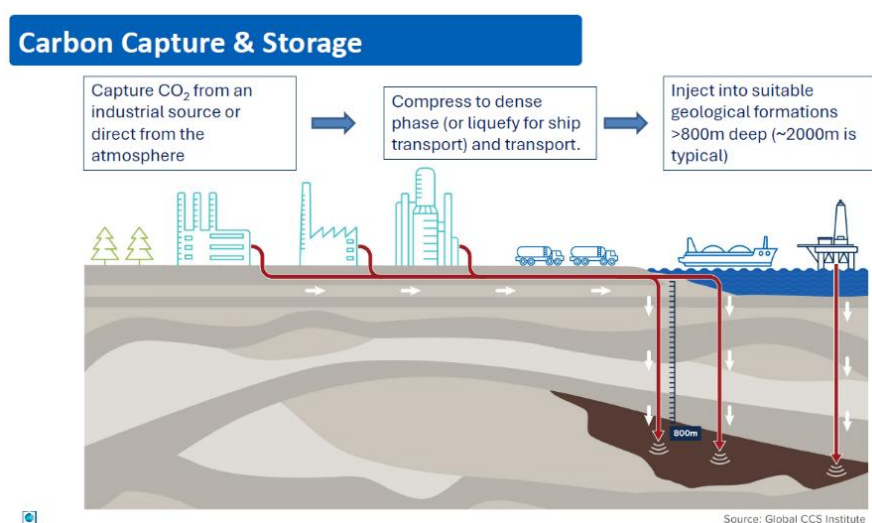 Carbon Capture & Storage
Capture CO₂ from an
industrial source or
direct from the
atmosphere
Compress to dense
phase (or liquefy for ship
transport) and transport.
Inject into suitable
geological formations
>800m deep (~2000m is
typical)
800m
Source: Global CCS Institute